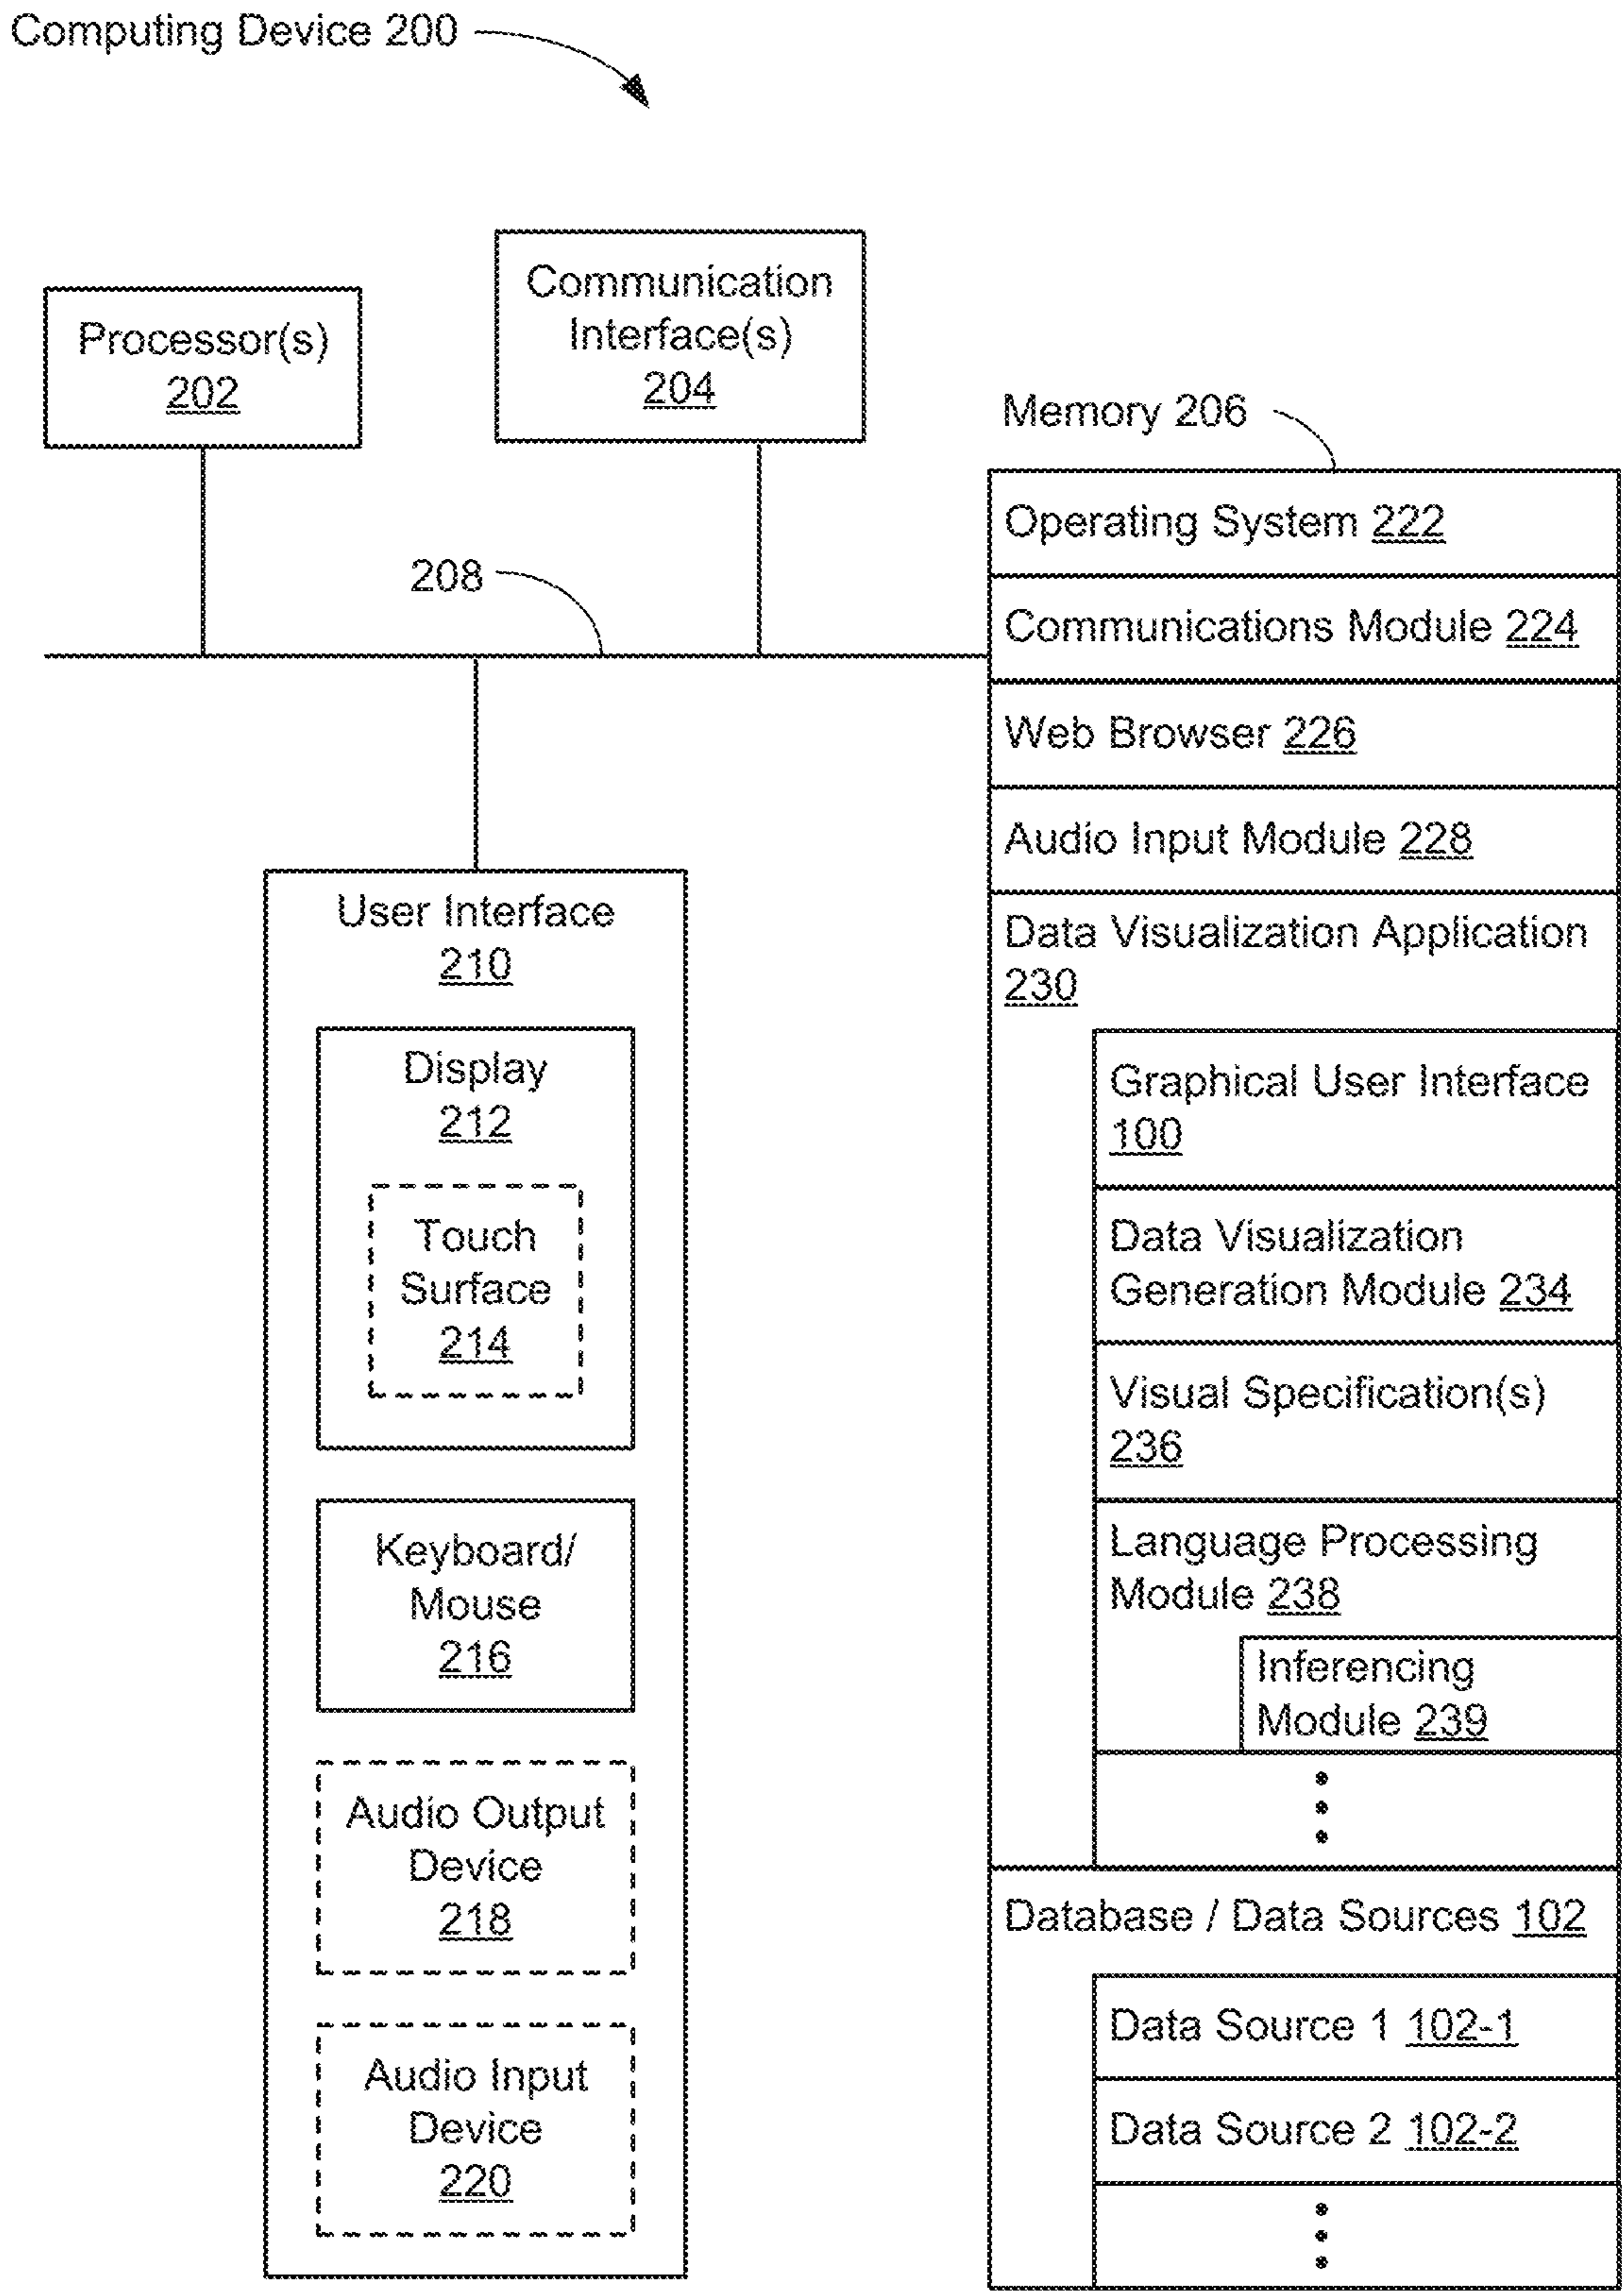 Computing Device 200
Processor(s)
202
Communication
Interface(s)
204
208
User Interface
210
Display
212
Touch
Surface
214
Keyboard/
Mouse
216
Audio Output
Device
218
Audio Input
Device
220
Memory 206
Operating System 222
Communications Module 224
Web Browser 226
Audio Input Module 228
Data Visualization Application
230
Graphical User Interface
100
Data Visualization
Generation Module 234
Visual Specification(s)
236
Language Processing
Module 238
Inferencing
Module 239
Database / Data Sources 102
Data Source 1 102-1
Data Source 2 102-2